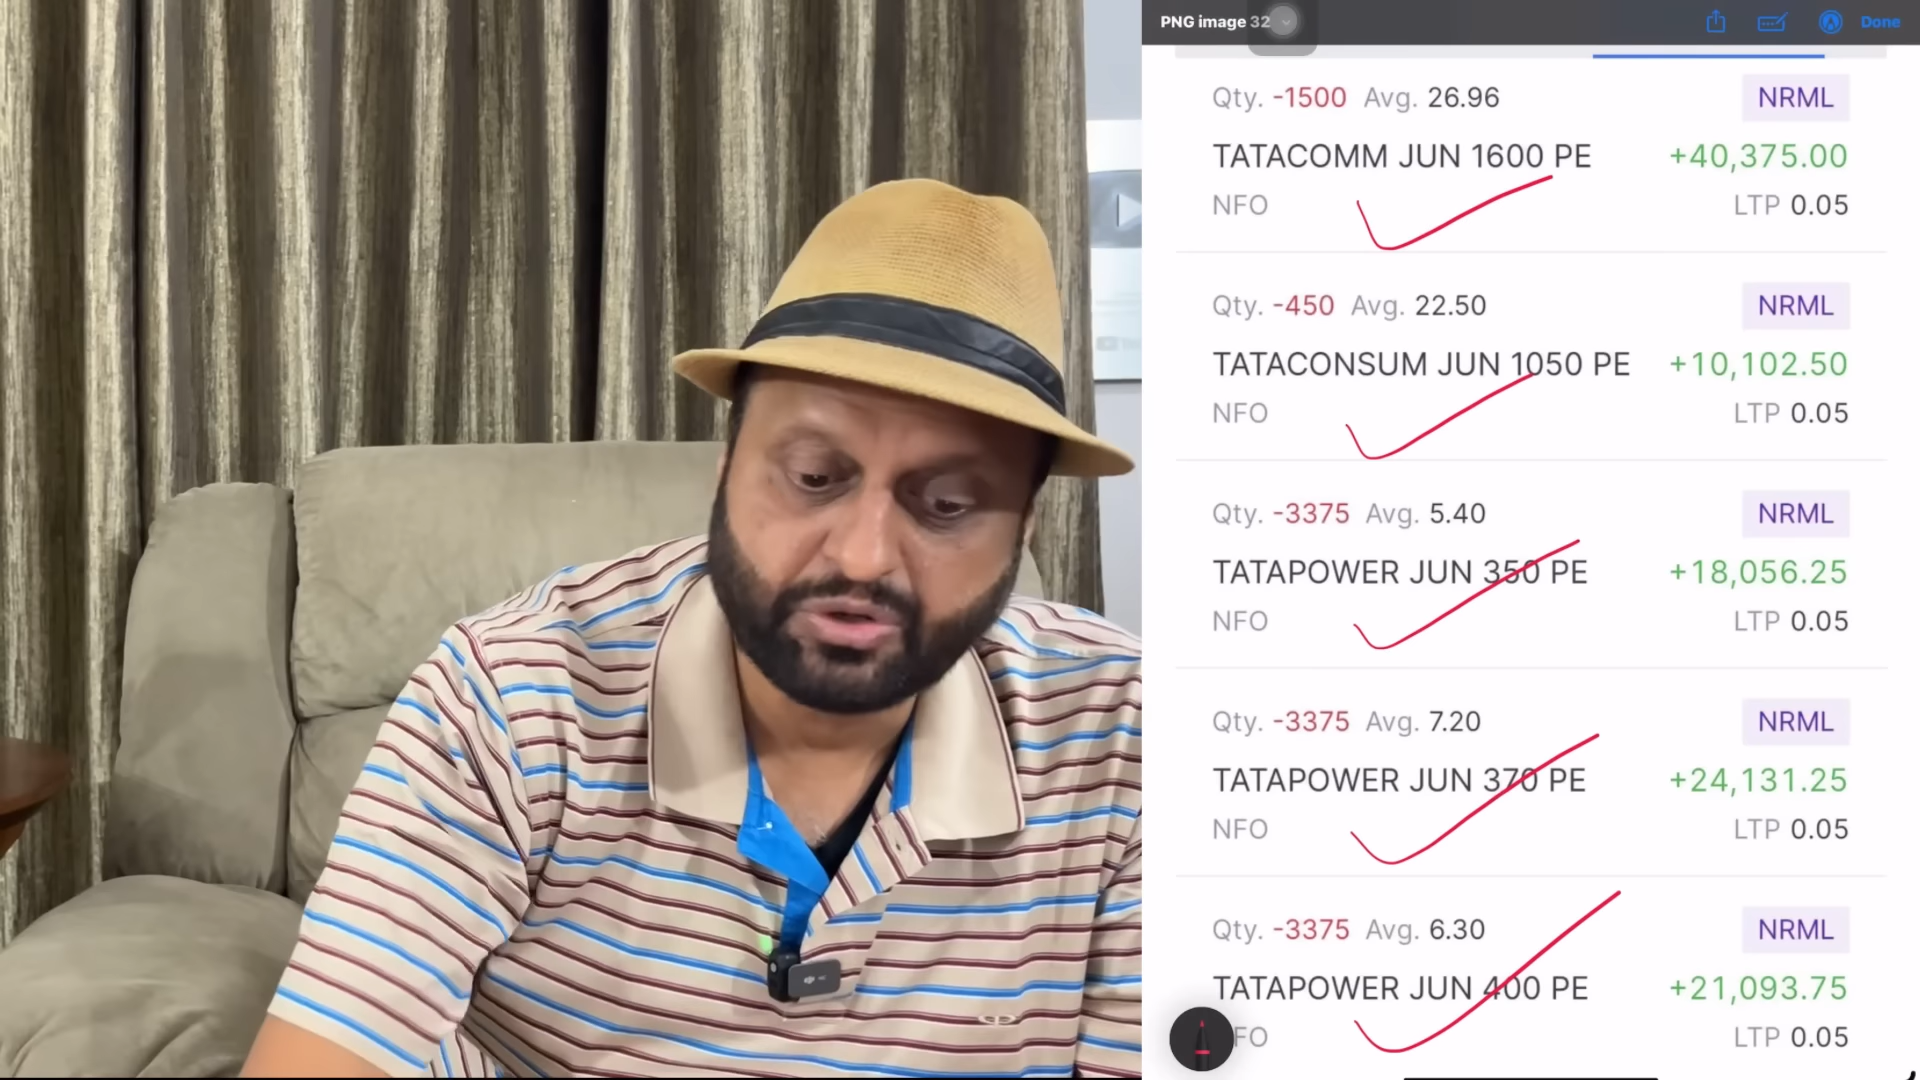 PNG image 32
Done
Qty. -1500 Avg. 26.96 NRML
TATACOMM JUN 1600 PE +40,375.00
NFO LTP 0.05
Qty. -450 Avg. 22.50 NRML
TATACONSUM JUN 1050 PE +10,102.50
NFO LTP 0.05
Qty. -3375 Avg. 5.40 NRML
TATAPOWER JUN 350 PE +18,056.25
NFO LTP 0.05
Qty. -3375 Avg. 7.20 NRML
TATAPOWER JUN 370 PE +24,131.25
NFO LTP 0.05
Qty. -3375 Avg. 6.30 NRML
TATAPOWER JUN 400 PE +21,093.75
FO LTP 0.05